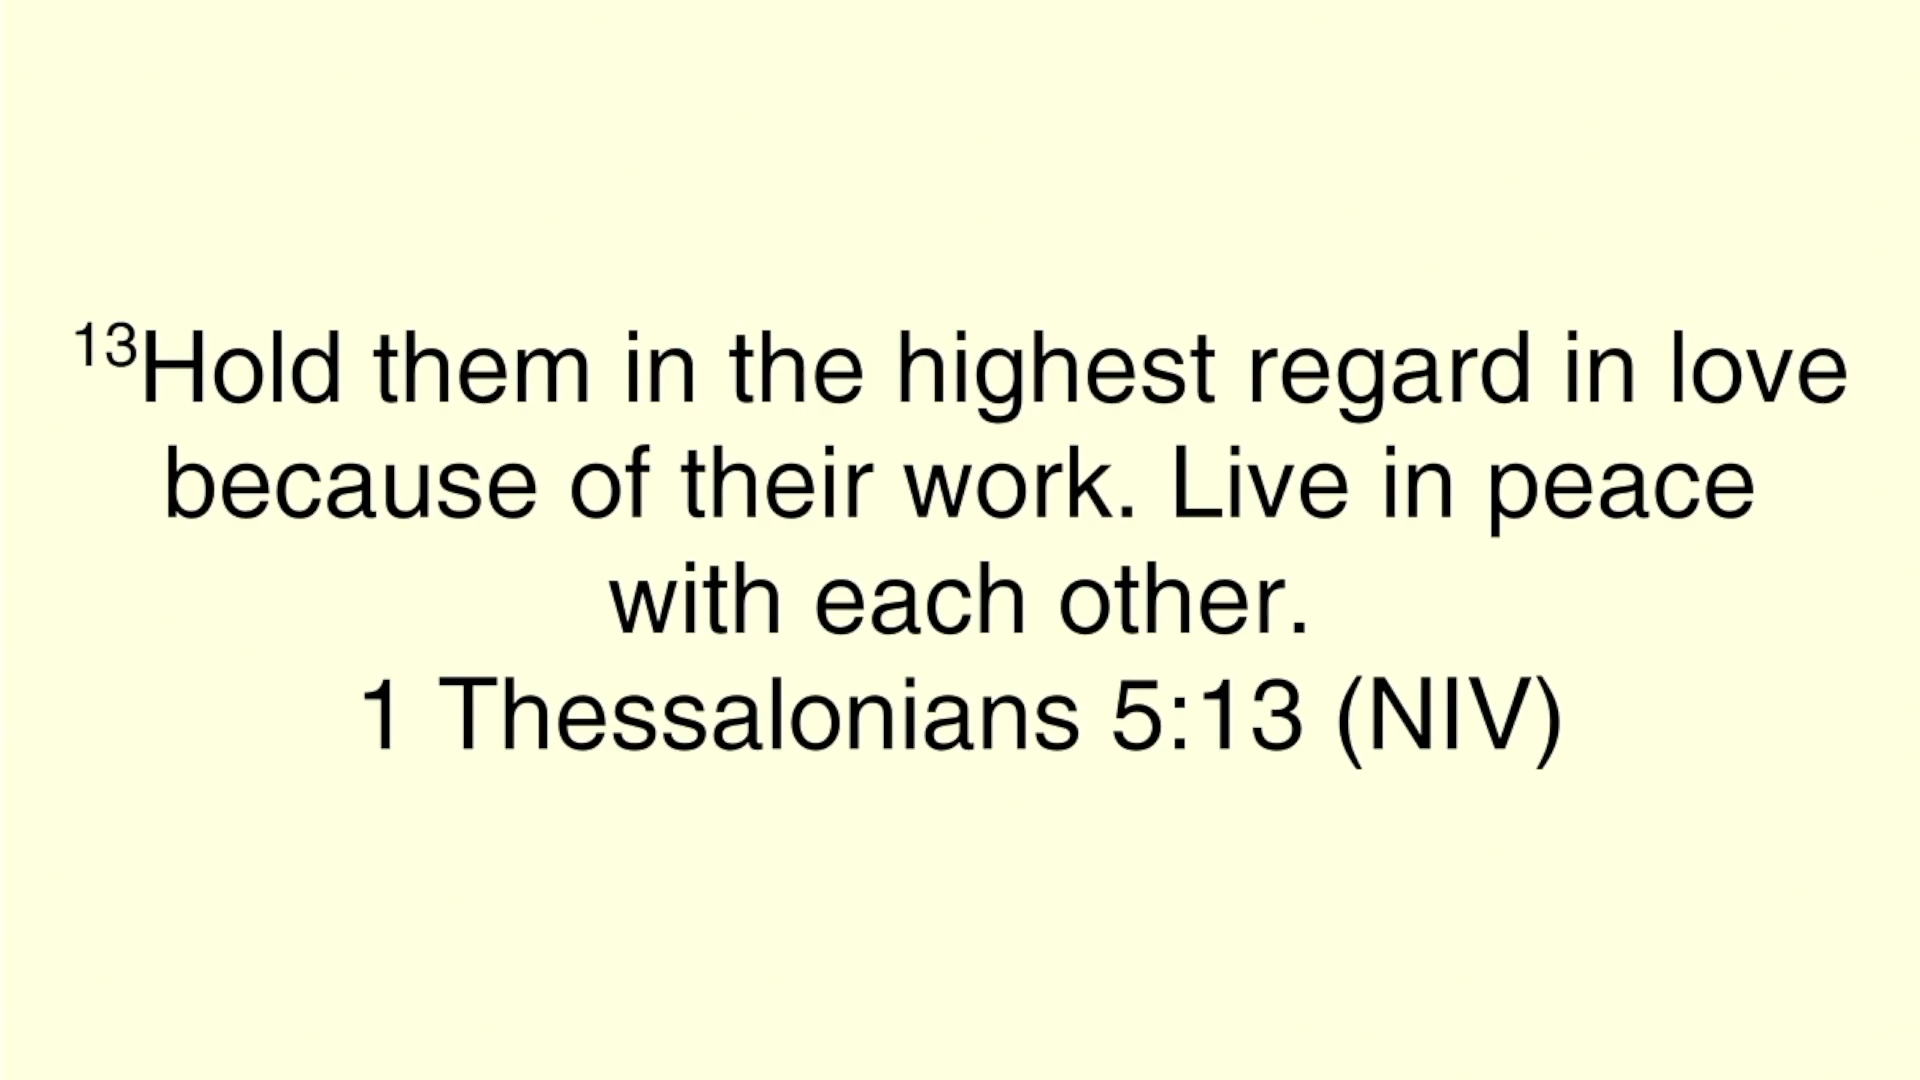 13Hold them in the highest regard in love
because of their work. Live in peace
with each other.
1 Thessalonians 5:13 (NIV)